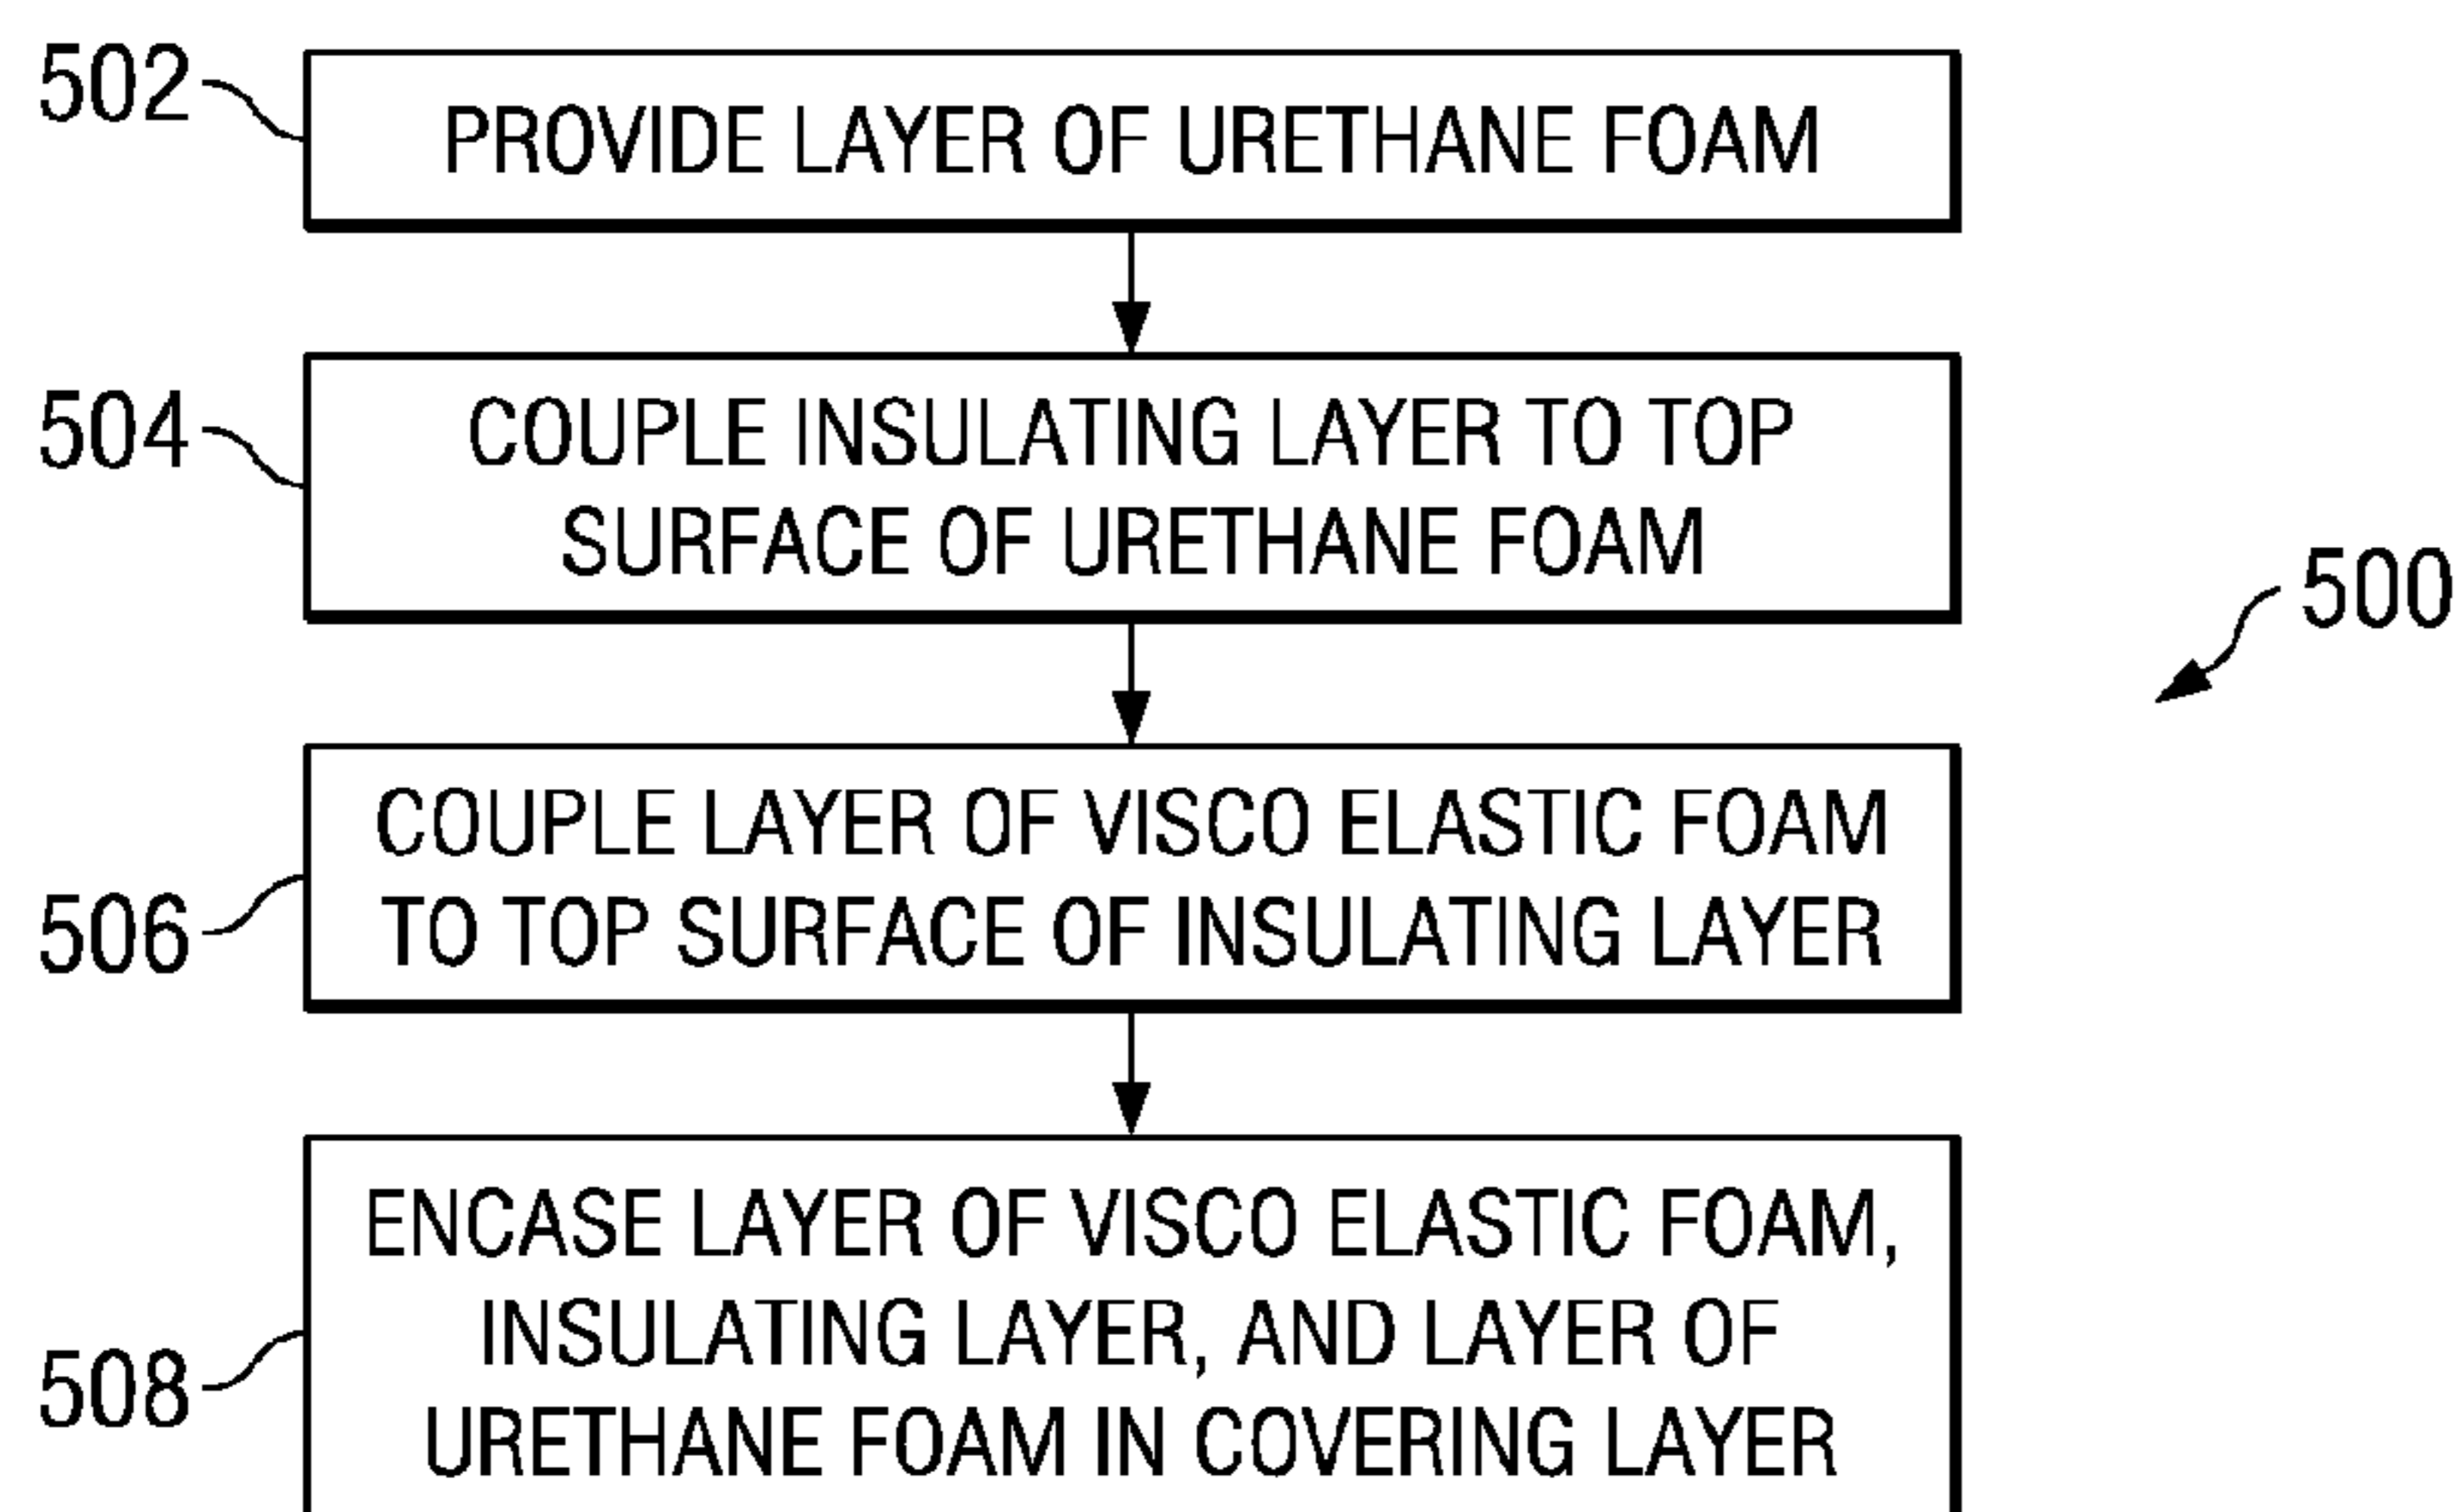 502
PROVIDE LAYER OF URETHANE FOAM
504
COUPLE INSULATING LAYER TO TOP
SURFACE OF URETHANE FOAM
500
506
COUPLE LAYER OF VISCO ELASTIC FOAM
TO TOP SURFACE OF INSULATING LAYER
508
ENCASE LAYER OF VISCO ELASTIC FOAM,
INSULATING LAYER, AND LAYER OF
URETHANE FOAM IN COVERING LAYER